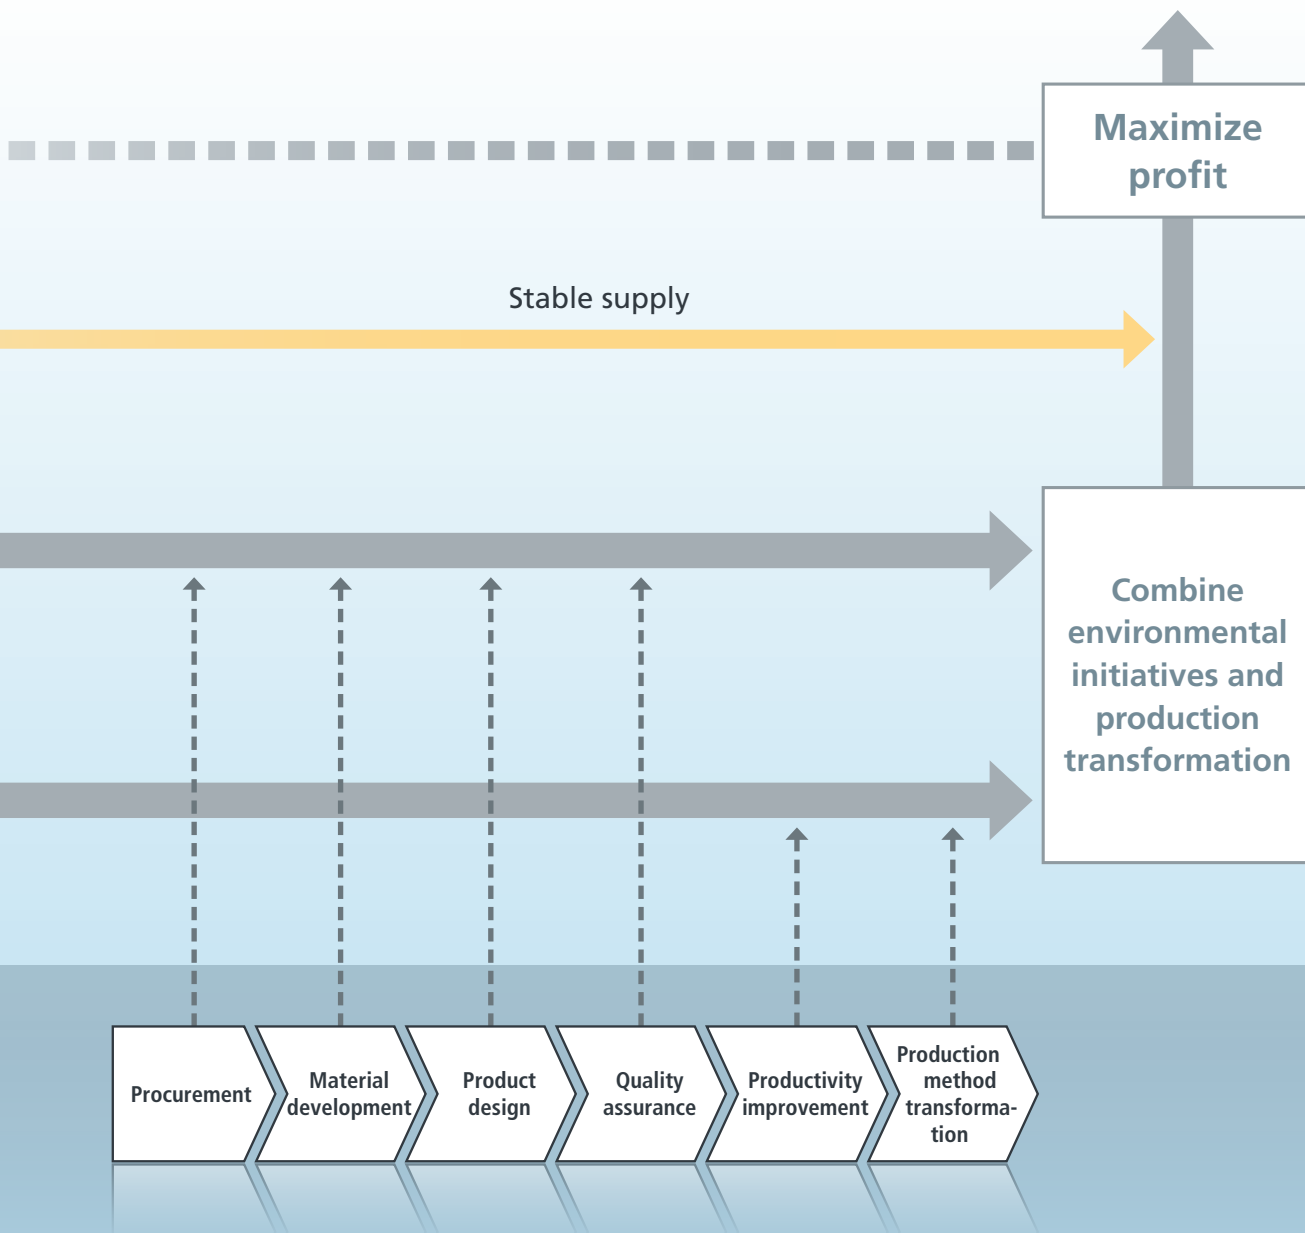 Maximize
profit
Stable supply
Combine
environmental
initiatives and
production
transformation
Procurement
Material
development
Product
design
Quality
assurance
Productivity
improvement
Production
method
transforma-
tion